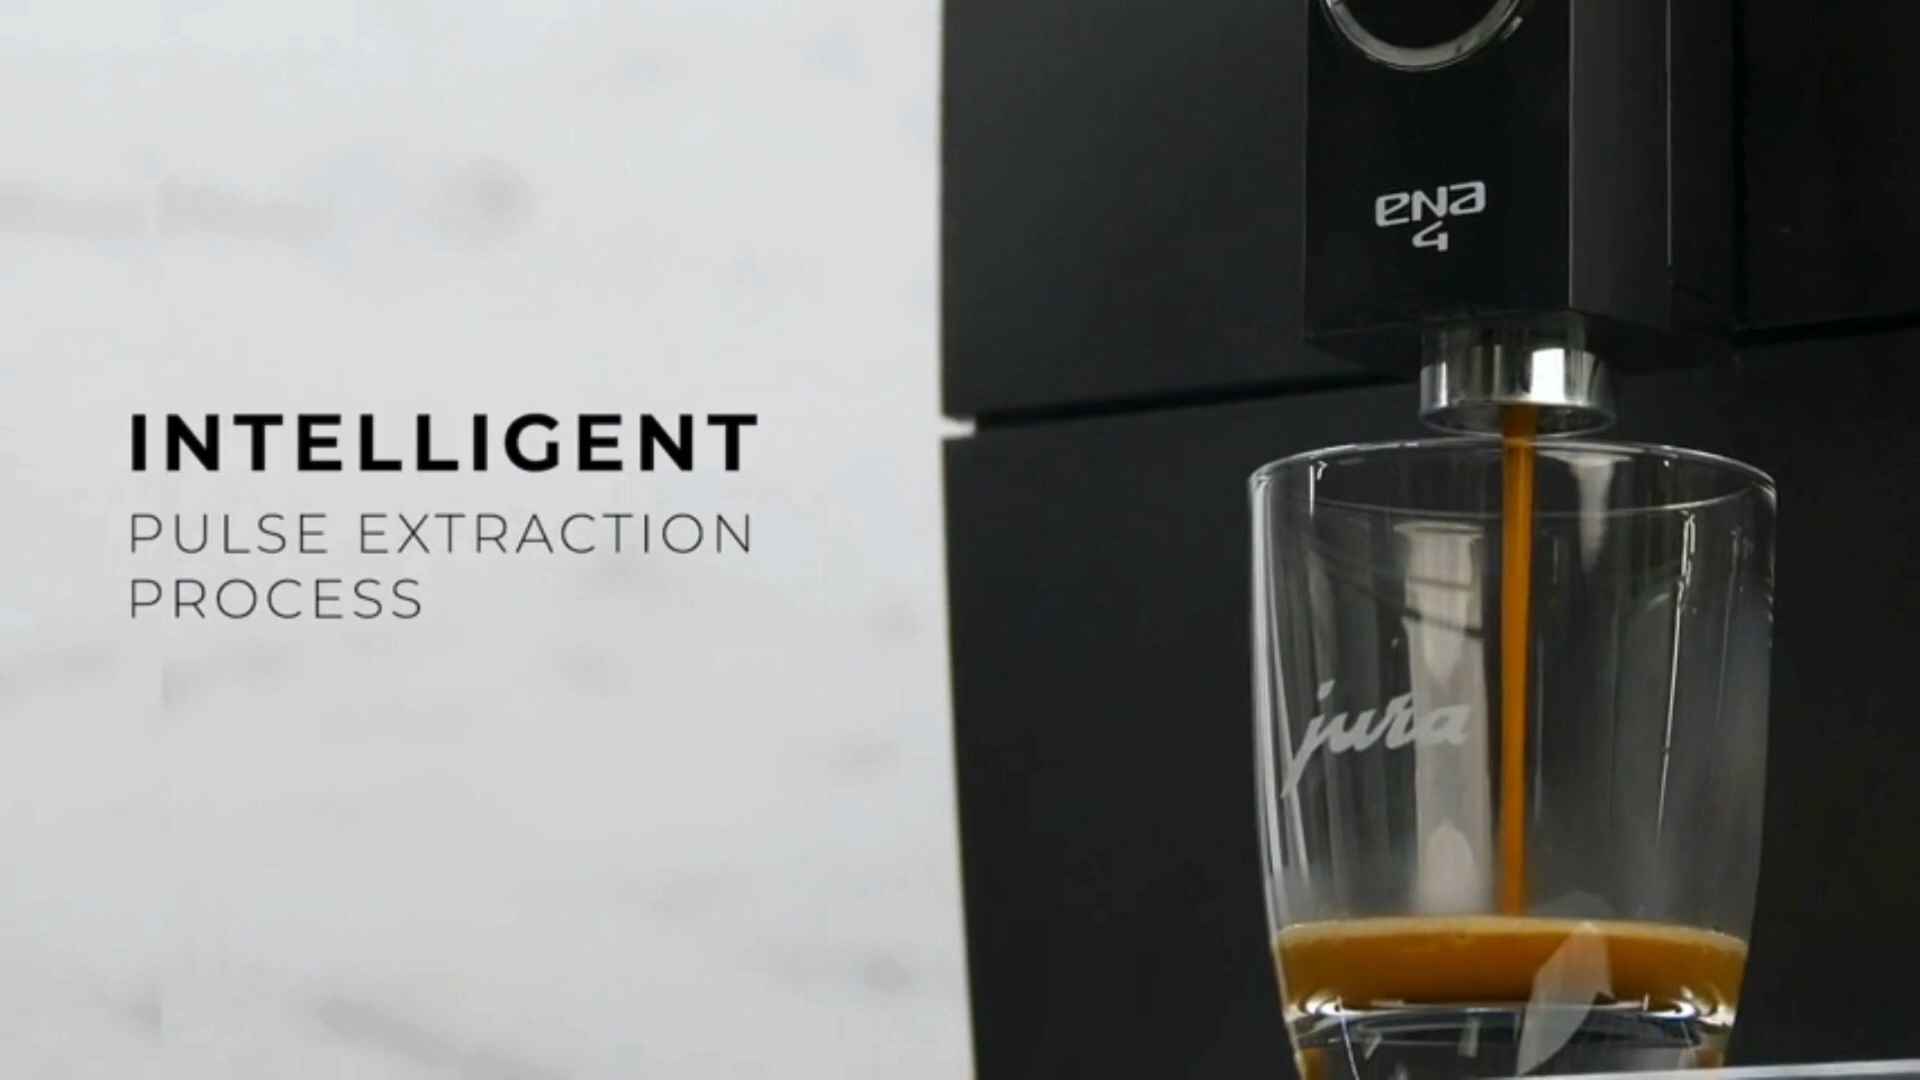 INTELLIGENT
PULSE EXTRACTION
PROCESS
ena
4
jura